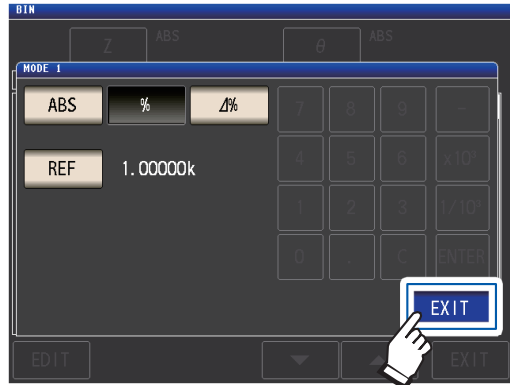 BIN
Z ABS θ ABS
MODE 1
ABS % Δ% 7 8 9 -
REF 1.00000k 4 5 6 x10³
1 2 3 1/10³
0 . C ENTER
EXIT
EDIT EXIT